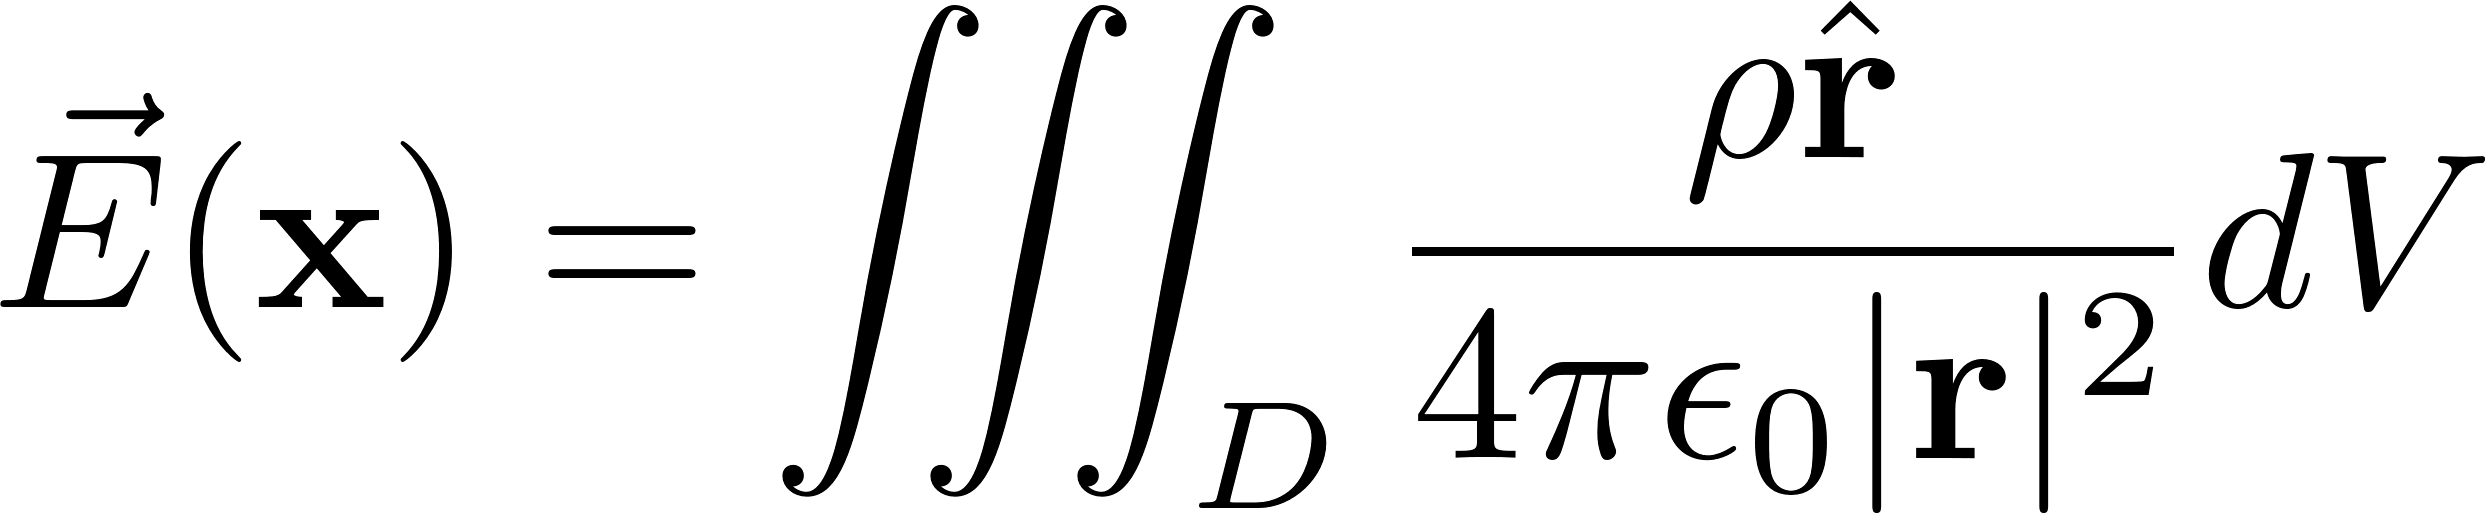 $\vec{E}(\mathbf{x}) = \iiint_D \frac{\rho \hat{\mathbf{r}}}{4\pi\epsilon_0 |\mathbf{r}|^2} dV$